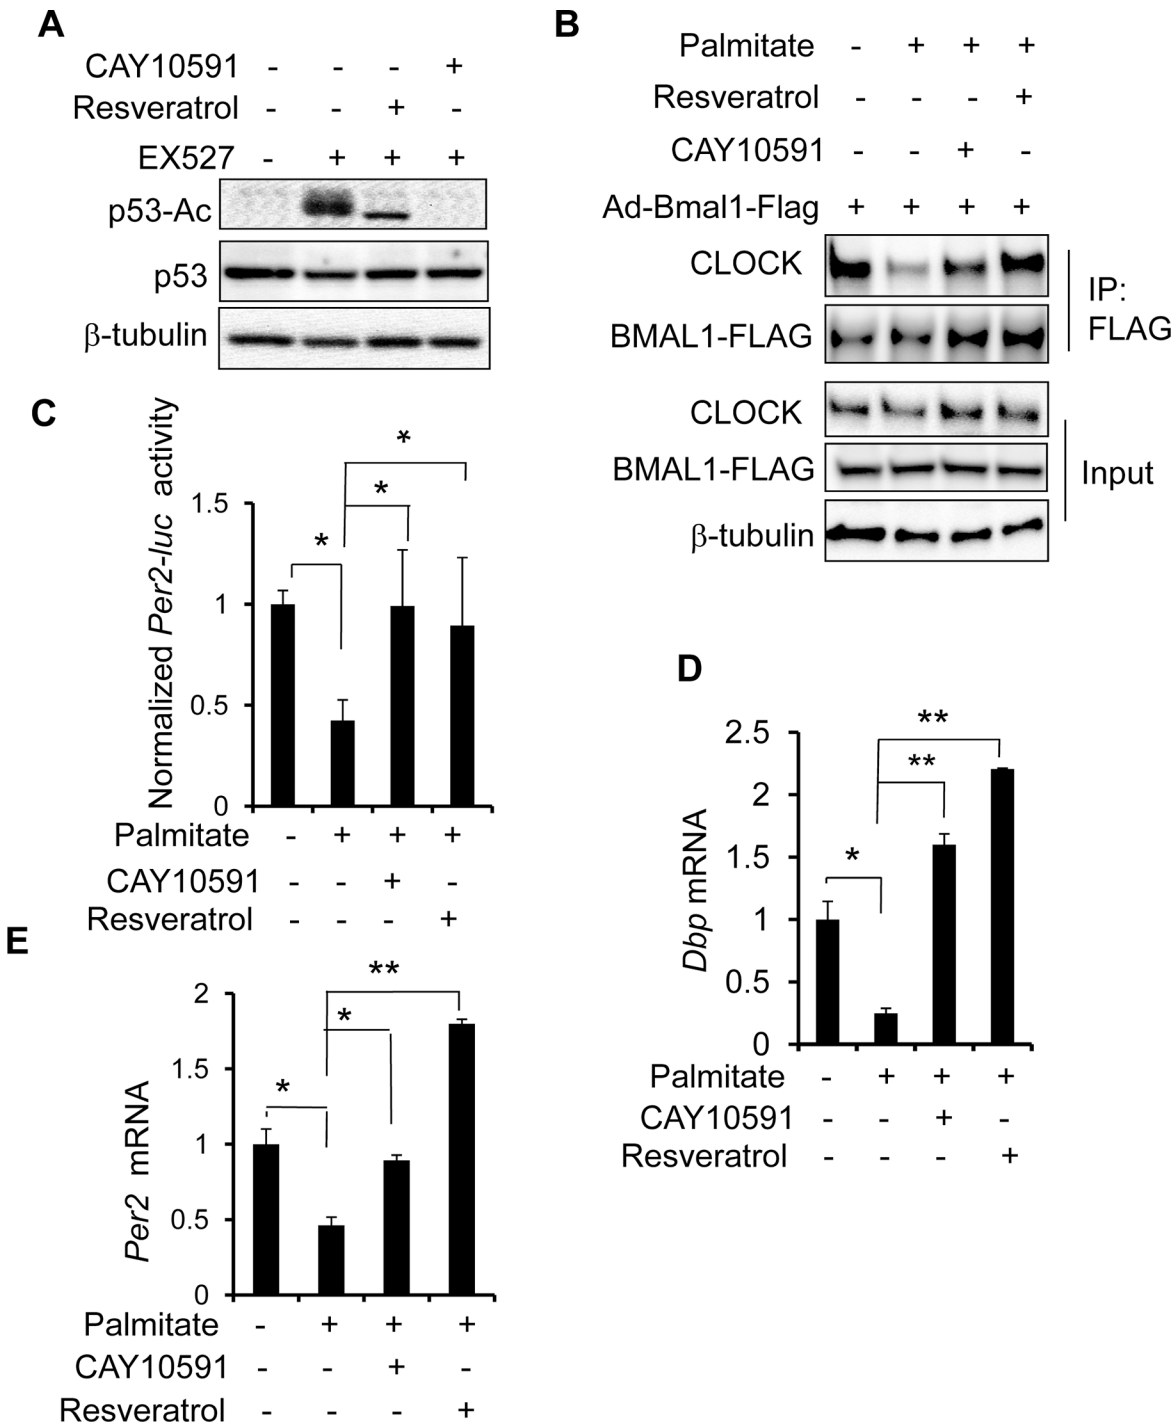 A
CAY10591 - - - +
Resveratrol - - + -
EX527 - + + +
p53-Ac
p53
β-tubulin
B
Palmitate - + + +
Resveratrol - - - +
CAY10591 - - + -
Ad-Bmal1-Flag + + + +
CLOCK
BMAL1-FLAG
IP:
FLAG
CLOCK
BMAL1-FLAG
β-tubulin
Input
C
Normalized Per2-luc activity
1.5
1
0.5
0
*
*
*
Palmitate - + + +
CAY10591 - - + -
Resveratrol - - - +
D
Dbp mRNA
2.5
2
1.5
1
0.5
0
**
**
*
Palmitate - + + +
CAY10591 - - + -
Resveratrol - - - +
E
Per2 mRNA
2
1.5
1
0.5
0
**
*
*
Palmitate - + + +
CAY10591 - - + -
Resveratrol - - - +